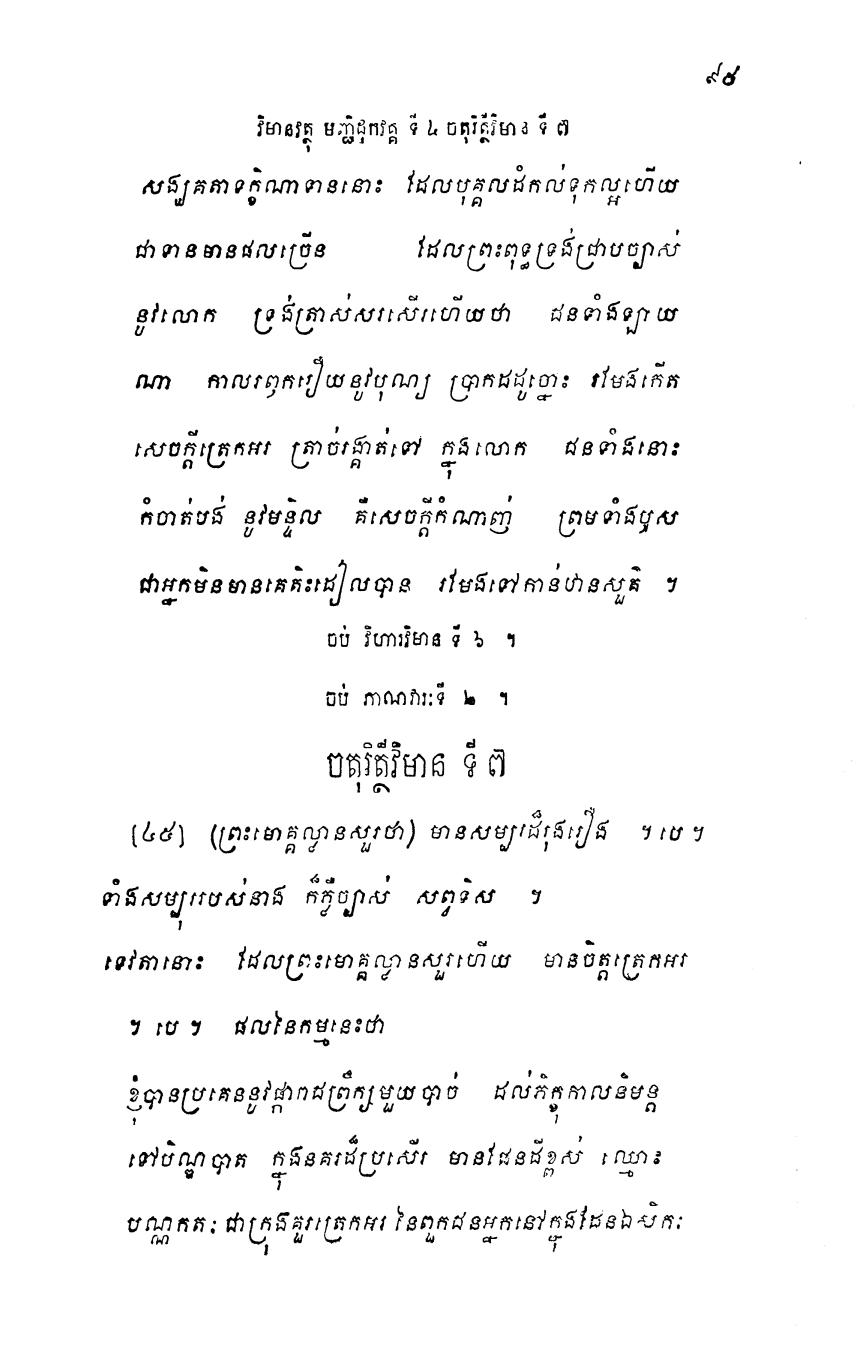 ៩៥
វិមានវត្ថុ មញ្ជិដ្ឋកវគ្គ ទី ៤ ចតុរិត្ថីវិមាន ទី ៧
សង្ឃគតាទក្ខិណាទាននោះ ដែលបុគ្គលដំកល់ទុកល្អហើយ
ជាទានមានផលច្រើន ដែលព្រះពុទ្ធទ្រង់ជ្រាបច្បាស់
នូវលោក ទ្រង់ត្រាស់សរសើរហើយថា ជនទាំងឡាយ
ណា កាលរឭករឿយនូវបុណ្យ ប្រាកដដូច្នោះ រមែងកើត
សេចក្តីត្រេកអរ ត្រាច់រង្គាត់ទៅ ក្នុងលោក ជនទាំងនោះ
កំចាត់បង់ នូវមន្ទិល គឺសេចក្តីកំណាញ់ ព្រមទាំងឫស
ជាអ្នកមិនមានគេតិះដៀលបាន រមែងទៅកាន់ឋានសួគ៌ ។
ចប់ វិហារវិមាន ទី ៦ ។
ចប់ ភាណវារៈទី ២ ។
ចតុរិត្ថីវិមាន ទី ៧
[៤៥] (ព្រះមោគ្គល្លានសួរថា) មានសម្បុរដ៏រុងរឿង ។ បេ ។
ទាំងសម្បុររបស់នាង ក៏ភ្លឺច្បាស់ សព្វទិស ។
ទេវតានោះ ដែលព្រះមោគ្គល្លានសួរហើយ មានចិត្តត្រេកអរ
។ បេ ។ ផលនៃកម្មនេះថា
ខ្ញុំបានប្រគេននូវផ្ការាជព្រឹក្សមួយបាច់ ដល់ភិក្ខុកាលនិមន្ត
ទៅបិណ្ឌបាត ក្នុងនគរដ៏ប្រសើរ មានដែនដីខ្ពស់ ឈ្មោះ
បណ្ណកតៈ ជាក្រុងគួរត្រេកអរ នៃពួកជនអ្នកនៅក្នុងដែនឯសិកៈ